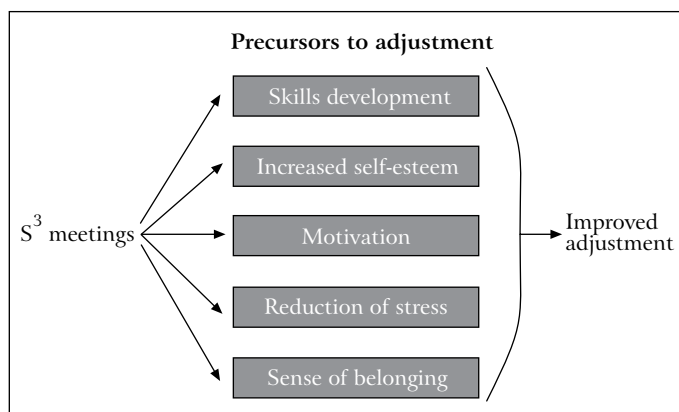 Precursors to adjustment
Skills development
Increased self-esteem
S³ meetings
Motivation
Improved
adjustment
Reduction of stress
Sense of belonging